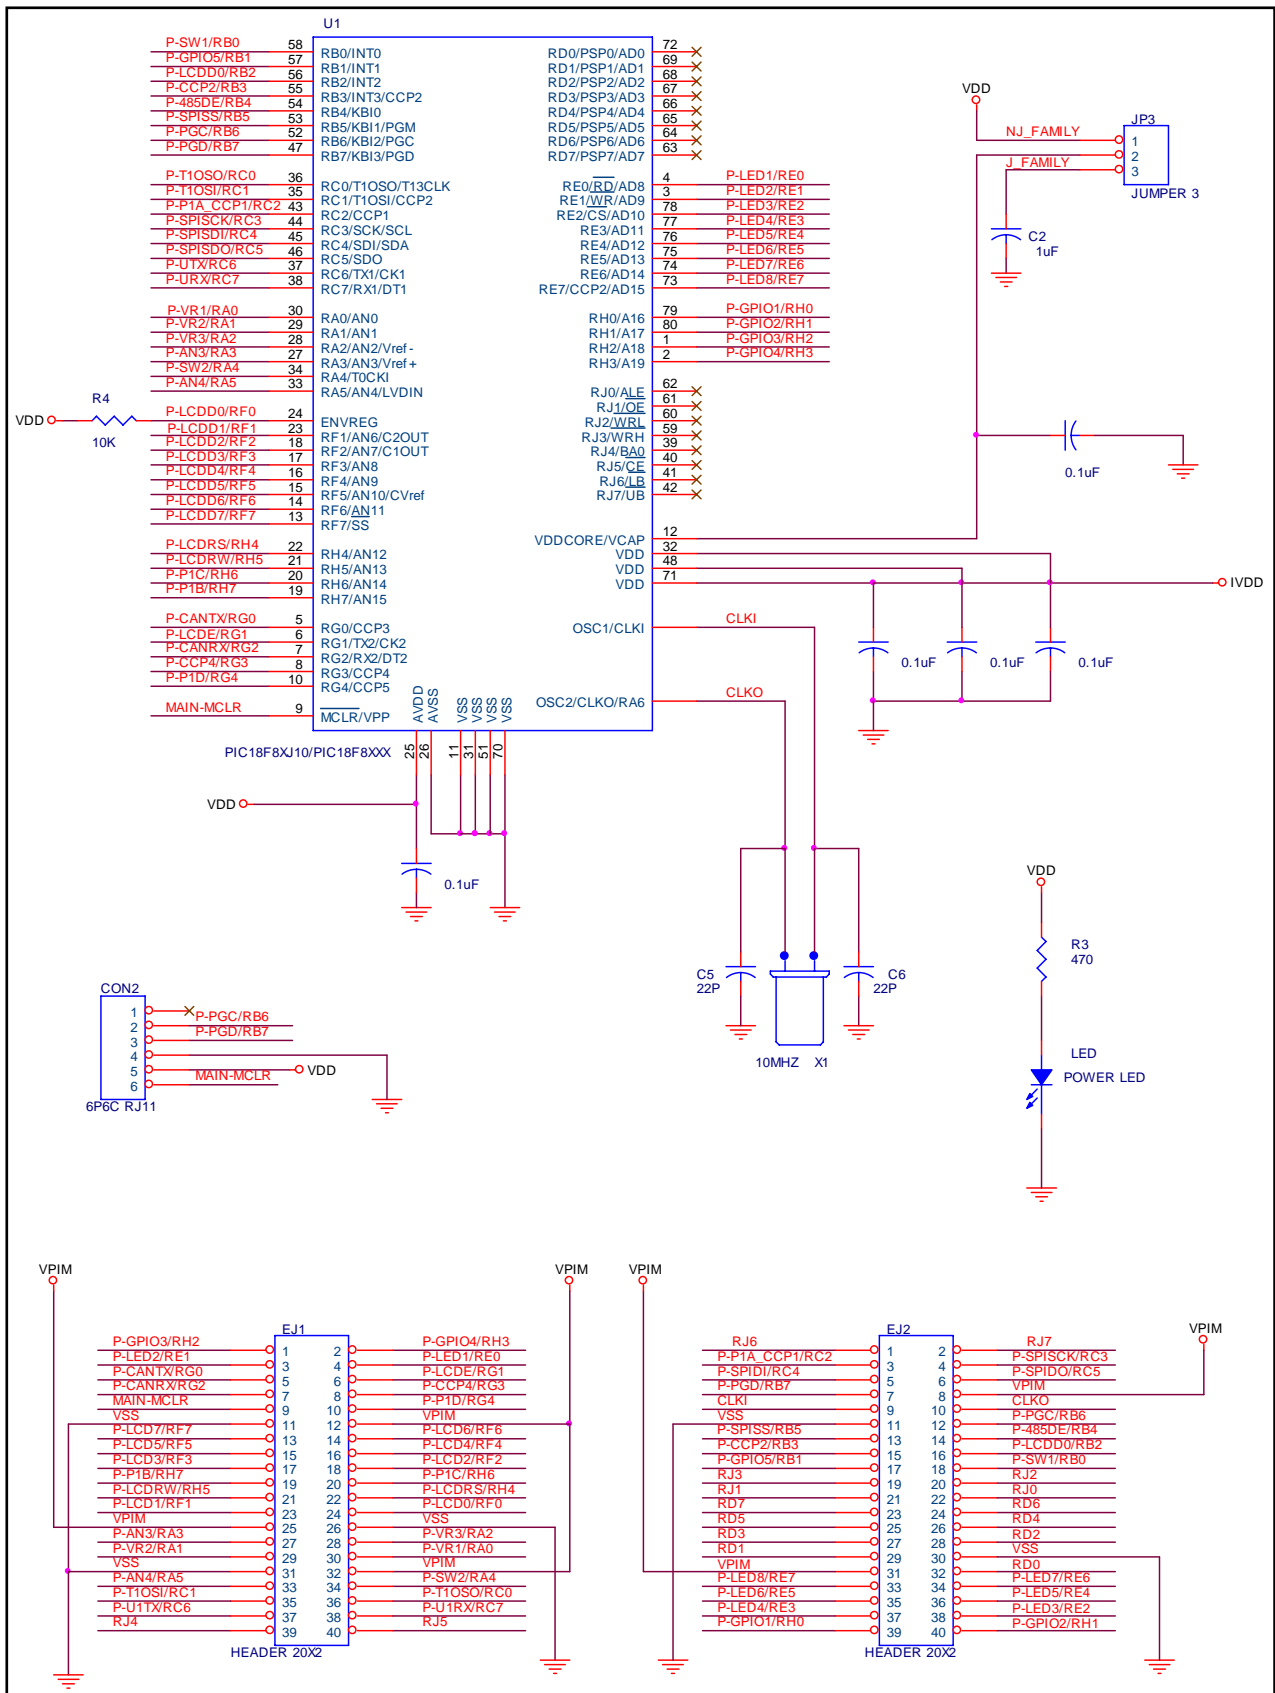 U1
P-SW1/RB0 58 RB0/INT0 RD0/PSP0/AD0 72
P-GPIO5/RB1 57 RB1/INT1 RD1/PSP1/AD1 69
P-LCDD0/RB2 56 RB2/INT2 RD2/PSP2/AD2 68
P-CCP2/RB3 55 RB3/INT3/CCP2 RD3/PSP3/AD3 67
P-485DE/RB4 54 RB4/KBI0 RD4/PSP4/AD4 66
P-SPISS/RB5 53 RB5/KBI1/PGM RD5/PSP5/AD5 65
P-PGC/RB6 52 RB6/KBI2/PGC RD6/PSP6/AD6 64
P-PGD/RB7 47 RB7/KBI3/PGD RD7/PSP7/AD7 63
P-T1OSO/RC0 36 RC0/T1OSO/T13CLK RE0/RD/AD8 4 P-LED1/RE0
P-T1OSI/RC1 35 RC1/T1OSI/CCP2 RE1/WR/AD9 3 P-LED2/RE1
P-P1A_CCP1/RC2 43 RC2/CCP1 RE2/CS/AD10 78 P-LED3/RE2
P-SPISCK/RC3 44 RC3/SCK/SCL RE3/AD11 77 P-LED4/RE3
P-SPISDI/RC4 45 RC4/SDI/SDA RE4/AD12 76 P-LED5/RE4
P-SPISDO/RC5 46 RC5/SDO RE5/AD13 75 P-LED6/RE5
P-UTX/RC6 37 RC6/TX1/CK1 RE6/AD14 74 P-LED7/RE6
P-URX/RC7 38 RC7/RX1/DT1 RE7/CCP2/AD15 73 P-LED8/RE7
P-VR1/RA0 30 RA0/AN0 RH0/A16 79 P-GPIO1/RH0
P-VR2/RA1 29 RA1/AN1 RH1/A17 80 P-GPIO2/RH1
P-VR3/RA2 28 RA2/AN2/Vref- RH2/A18 1 P-GPIO3/RH2
P-AN3/RA3 27 RA3/AN3/Vref+ RH3/A19 2 P-GPIO4/RH3
P-SW2/RA4 34 RA4/T0CKI
P-AN4/RA5 33 RA5/AN4/LVDIN RJ0/ALE 62
VDD R4 10K P-LCDD0/RF0 24 ENVREG RJ1/OE 61
P-LCDD1/RF1 23 RF1/AN6/C2OUT RJ2/WRL 60
P-LCDD2/RF2 18 RF2/AN7/C1OUT RJ3/WRH 59
P-LCDD3/RF3 17 RF3/AN8 RJ4/BA0 39
P-LCDD4/RF4 16 RF4/AN9 RJ5/CE 40
P-LCDD5/RF5 15 RF5/AN10/CVref RJ6/LB 41
P-LCDD6/RF6 14 RF6/AN11 RJ7/UB 42
P-LCDD7/RF7 13 RF7/SS
VDDCORE/VCAP 12
P-LCDRS/RH4 22 RH4/AN12 VDD 32
P-LCDRW/RH5 21 RH5/AN13 VDD 48
P-P1C/RH6 20 RH6/AN14 VDD 71 IVDD
P-P1B/RH7 19 RH7/AN15
P-CANTX/RG0 5 RG0/CCP3 OSC1/CLKI CLKI
P-LCDE/RG1 6 RG1/TX2/CK2
P-CANRX/RG2 7 RG2/RX2/DT2
P-CCP4/RG3 8 RG3/CCP4
P-P1D/RG4 10 RG4/CCP5
MAIN-MCLR 9 MCLR/VPP OSC2/CLKO/RA6 CLKO
AVDD AVSS VSS VSS VSS VSS
25 26 11 31 51 70
PIC18F8XJ10/PIC18F8XXX
VDD
0.1uF
VDD
NJ_FAMILY
J_FAMILY
JP3
1
2
3
JUMPER 3
C2
1uF
0.1uF
0.1uF 0.1uF 0.1uF
C5
22P
C6
22P
10MHZ X1
VDD
R3
470
LED
POWER LED
CON2
1
2 P-PGC/RB6
3 P-PGD/RB7
4
5 VDD
6 MAIN-MCLR
6P6C RJ11
VPIM VPIM
EJ1
P-GPIO3/RH2 1 2 P-GPIO4/RH3
P-LED2/RE1 3 4 P-LED1/RE0
P-CANTX/RG0 5 6 P-LCDE/RG1
P-CANRX/RG2 7 8 P-CCP4/RG3
MAIN-MCLR 9 10 P-P1D/RG4
VSS 11 12 VPIM
P-LCD7/RF7 13 14 P-LCD6/RF6
P-LCD5/RF5 15 16 P-LCD4/RF4
P-LCD3/RF3 17 18 P-LCD2/RF2
P-P1B/RH7 19 20 P-P1C/RH6
P-LCDRW/RH5 21 22 P-LCDRS/RH4
P-LCD1/RF1 23 24 P-LCD0/RF0
VPIM 25 26 VSS
P-AN3/RA3 27 28 P-VR3/RA2
P-VR2/RA1 29 30 P-VR1/RA0
VSS 31 32 VPIM
P-AN4/RA5 33 34 P-SW2/RA4
P-T1OSI/RC1 35 36 P-T1OSO/RC0
P-U1TX/RC6 37 38 P-U1RX/RC7
RJ4 39 40 RJ5
HEADER 20X2
VPIM VPIM
EJ2
RJ6 1 2 RJ7
P-P1A_CCP1/RC2 3 4 P-SPISCK/RC3
P-SPIDI/RC4 5 6 P-SPIDO/RC5
P-PGD/RB7 7 8 VPIM
CLKI 9 10 CLKO
VSS 11 12 P-PGC/RB6
P-SPISS/RB5 13 14 P-485DE/RB4
P-CCP2/RB3 15 16 P-LCDD0/RB2
P-GPIO5/RB1 17 18 P-SW1/RB0
RJ3 19 20 RJ2
RJ1 21 22 RJ0
RD7 23 24 RD6
RD5 25 26 RD4
RD3 27 28 RD2
RD1 29 30 VSS
VPIM 31 32 RD0
P-LED8/RE7 33 34 P-LED7/RE6
P-LED6/RE5 35 36 P-LED5/RE4
P-LED4/RE3 37 38 P-LED3/RE2
P-GPIO1/RH0 39 40 P-GPIO2/RH1
HEADER 20X2